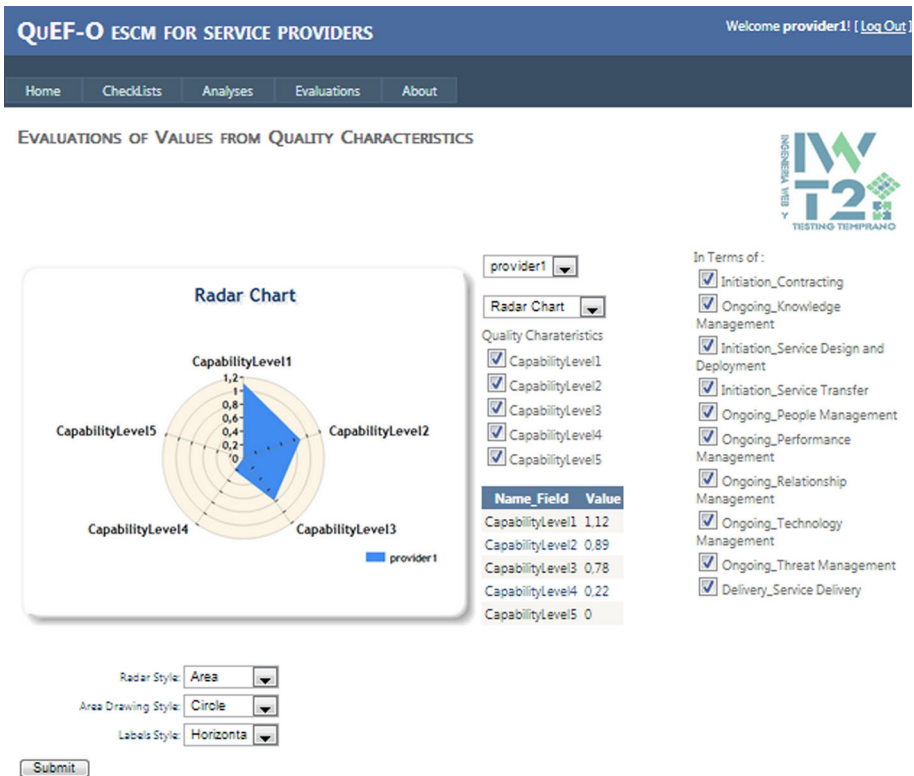 QuEF-O ESCM FOR SERVICE PROVIDERS
Welcome provider1! [ Log Out ]
Home CheckLists Analyses Evaluations About
EVALUATIONS OF VALUES FROM QUALITY CHARACTERISTICS
INGENIERIA WEB Y
IWT2
TESTING TEMPRANO
Radar Chart
CapabilityLevel1
1,2
1
0,8
0,6
0,4
0,2
0
CapabilityLevel5
CapabilityLevel2
CapabilityLevel4
CapabilityLevel3
provider1
provider1
Radar Chart
Quality Charateristics
CapabilityLevel1
CapabilityLevel2
CapabilityLevel3
CapabilityLevel4
CapabilityLevel5
Name_Field Value
CapabilityLevel1 1,12
CapabilityLevel2 0,89
CapabilityLevel3 0,78
CapabilityLevel4 0,22
CapabilityLevel5 0
In Terms of :
Initiation_Contracting
Ongoing_Knowledge
Management
Initiation_Service Design and
Deployment
Initiation_Service Transfer
Ongoing_People Management
Ongoing_Performance
Management
Ongoing_Relationship
Management
Ongoing_Technology
Management
Ongoing_Threat Management
Delivery_Service Delivery
Radar Style: Area
Area Drawing Style: Circle
Labels Style: Horizonta
Submit